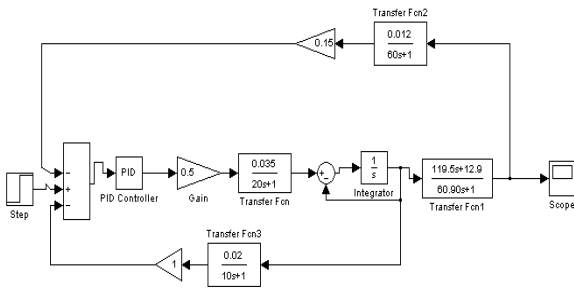 Transfer Fcn2
0.012
60s+1
0.15
−
+
−
Step
PID
PID Controller
0.5
Gain
0.035
20s+1
Transfer Fcn
+
−
1
s
Integrator
119.5s+12.9
60.90s+1
Transfer Fcn1
Scope
Transfer Fcn3
0.02
10s+1
1